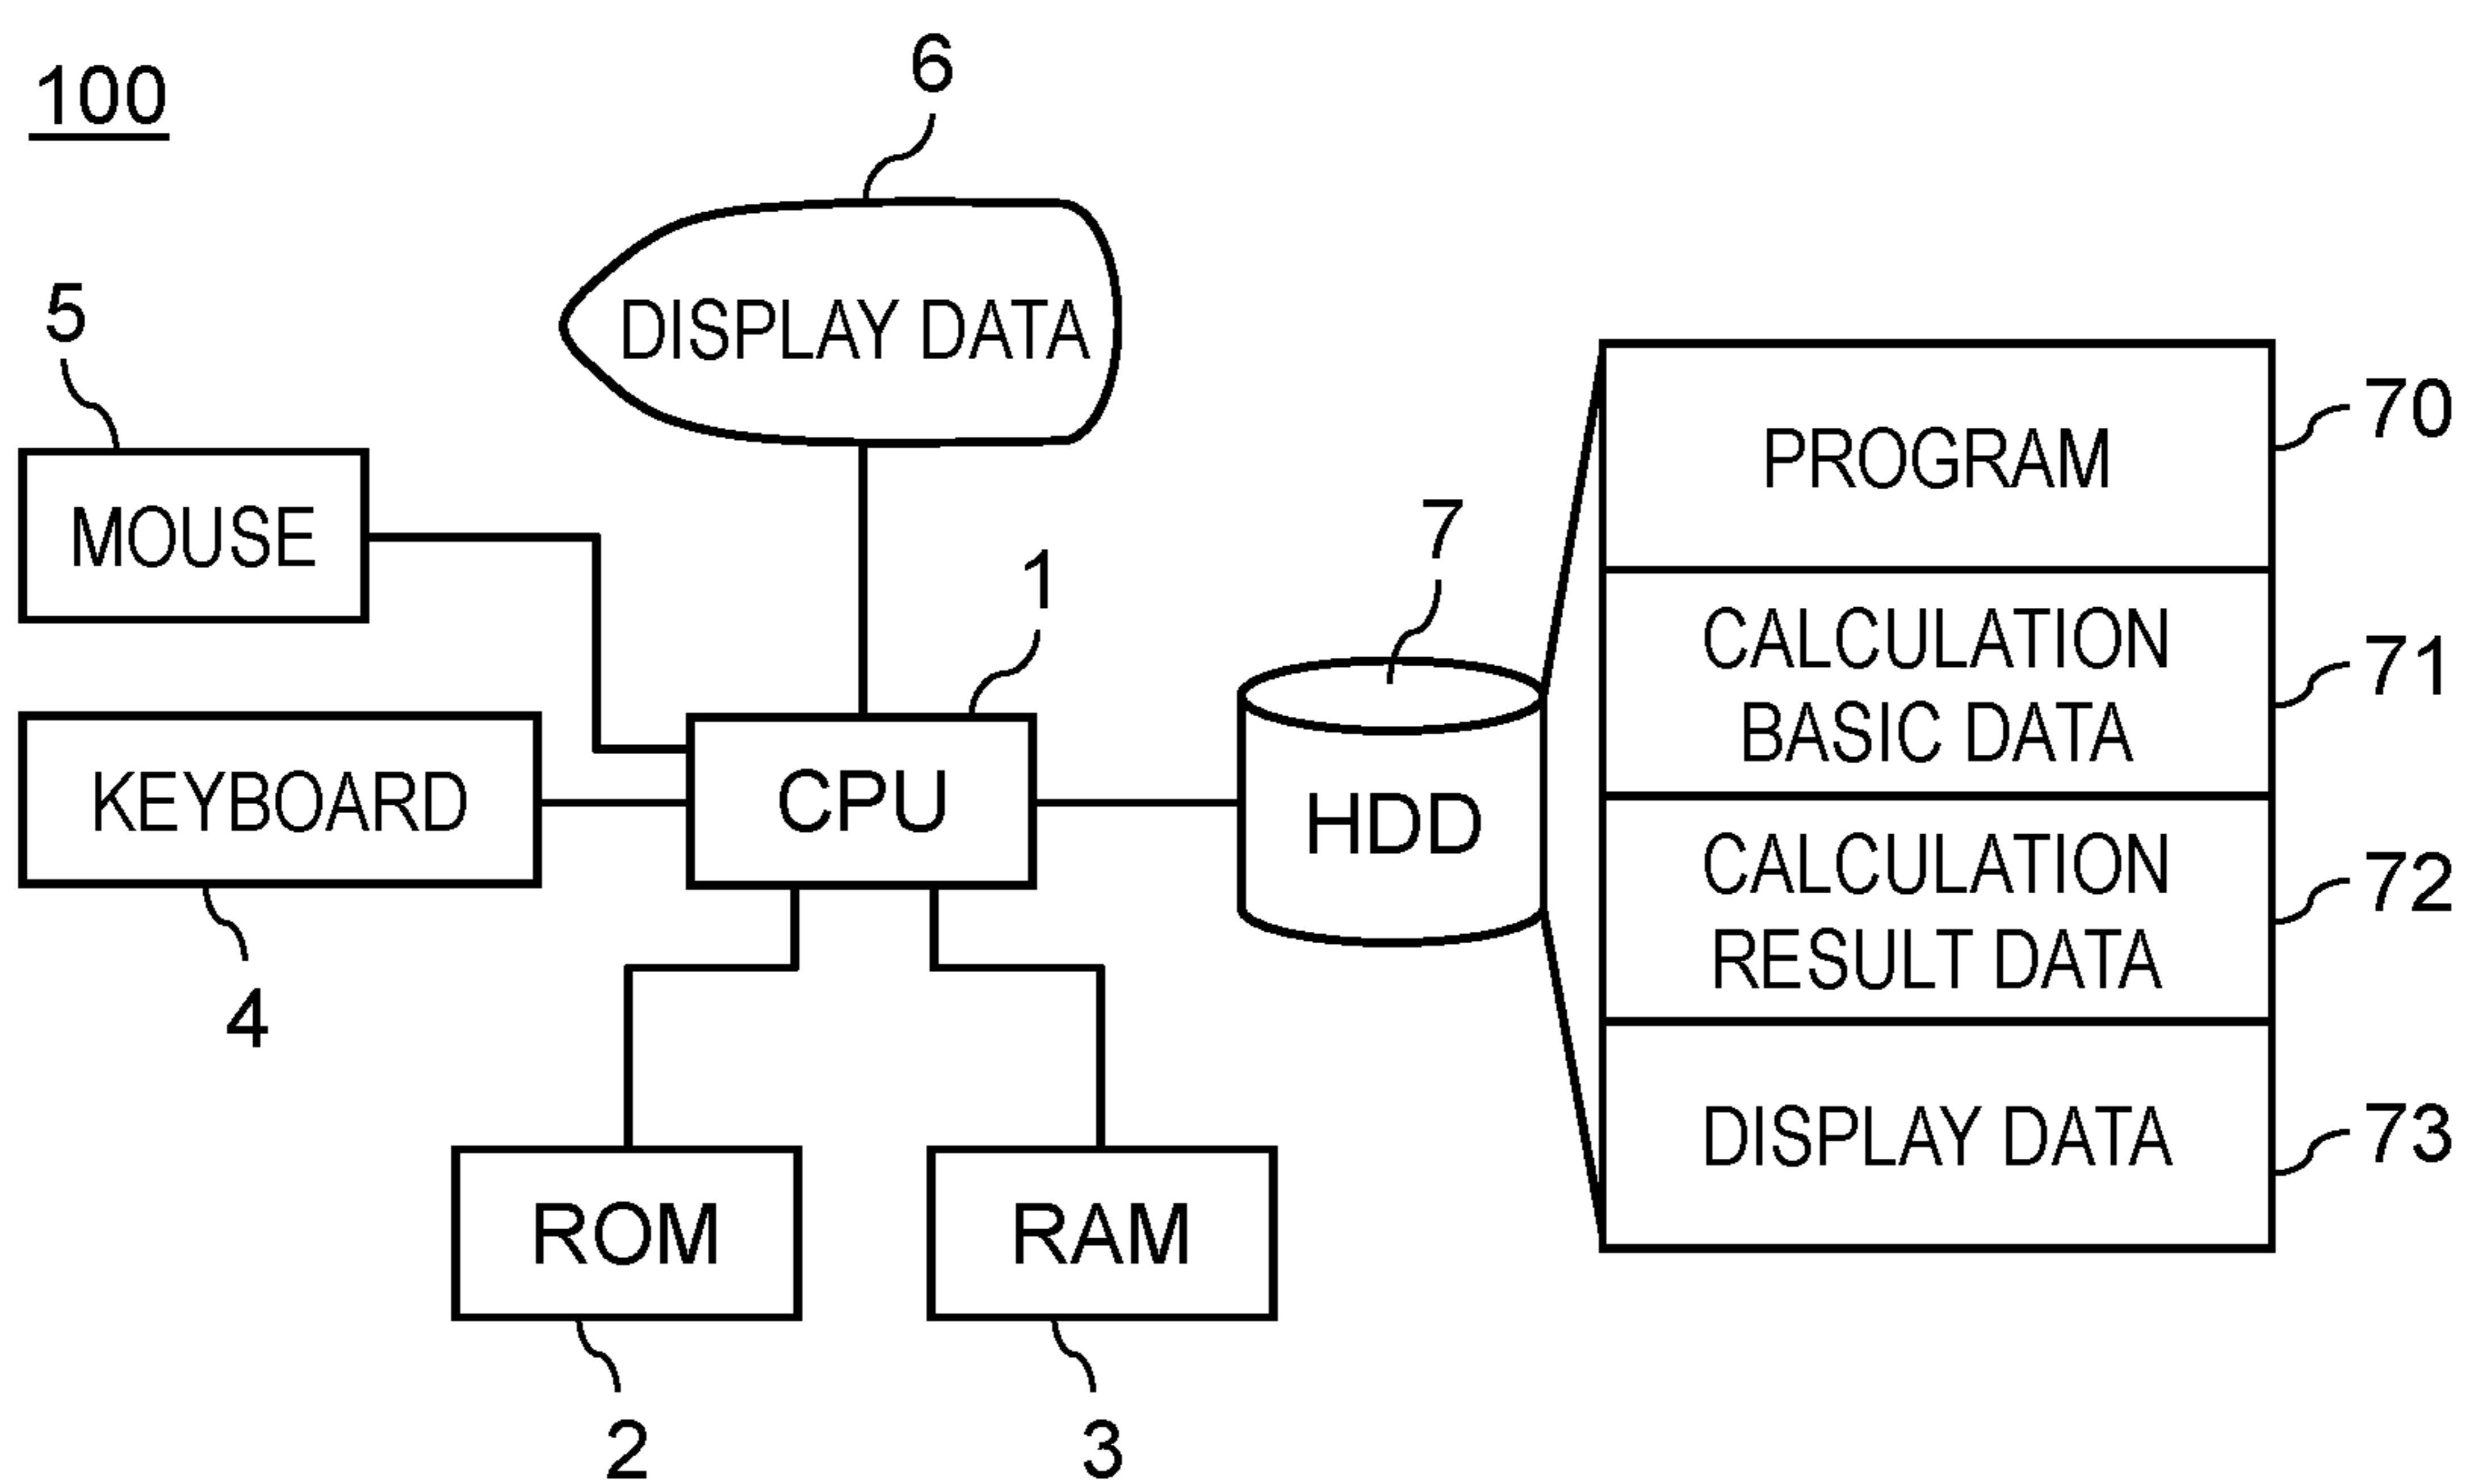 100
6
DISPLAY DATA
5
MOUSE
70
PROGRAM
7
1
71
CALCULATION
BASIC DATA
KEYBOARD
CPU
HDD
72
CALCULATION
RESULT DATA
4
73
DISPLAY DATA
ROM
RAM
2
3